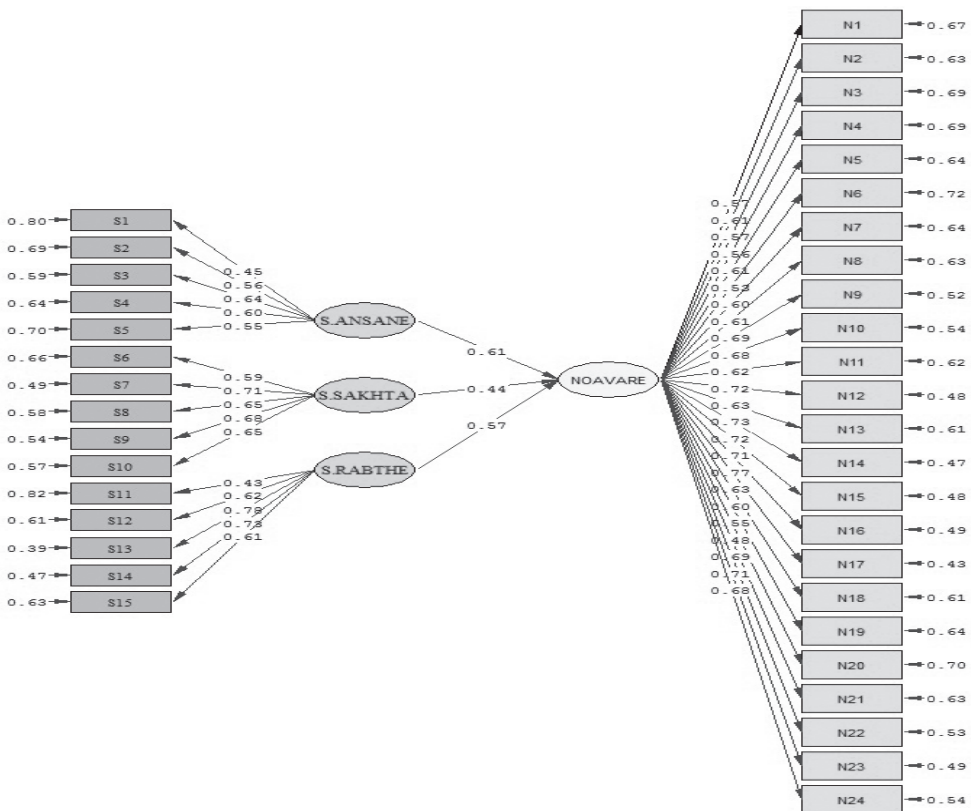 N1 0.67
N2 0.63
N3 0.69
N4 0.69
N5 0.64
N6 0.72
N7 0.64
N8 0.63
N9 0.52
N10 0.54
N11 0.62
N12 0.48
N13 0.61
N14 0.47
N15 0.48
N16 0.49
N17 0.43
N18 0.61
N19 0.64
N20 0.70
N21 0.63
N22 0.53
N23 0.49
N24 0.54
0.80 S1
0.69 S2
0.59 S3
0.64 S4
0.70 S5
0.66 S6
0.49 S7
0.58 S8
0.54 S9
0.57 S10
0.82 S11
0.61 S12
0.39 S13
0.47 S14
0.63 S15
0.45
0.56
0.64
0.60
0.55
0.59
0.71
0.65
0.68
0.65
0.43
0.62
0.78
0.73
0.61
S.ANSANE
S.SAKHTA
S.RABTHE
0.61
0.44
0.57
NOAVARE
0.57
0.61
0.57
0.56
0.61
0.53
0.60
0.61
0.69
0.68
0.62
0.72
0.63
0.73
0.72
0.71
0.77
0.63
0.60
0.55
0.48
0.69
0.71
0.68